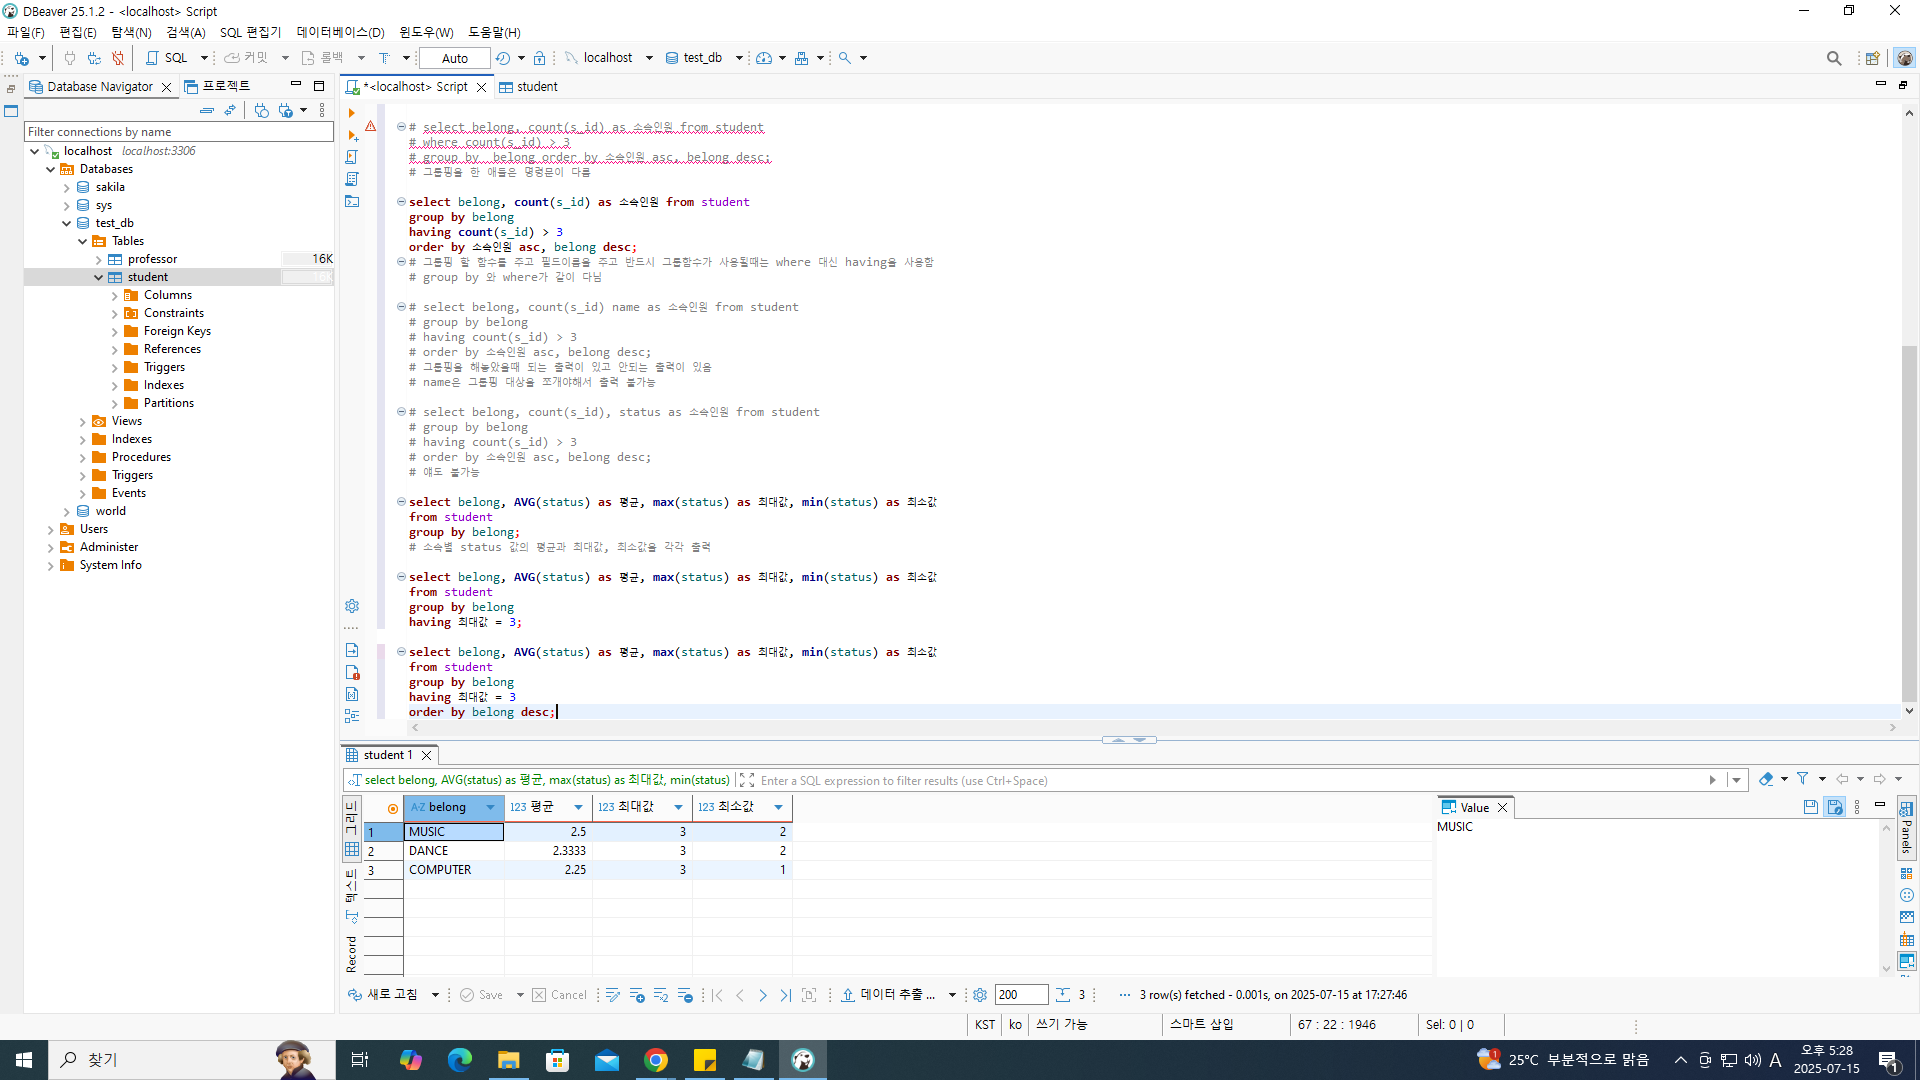 DBeaver 25.1.2 - <localhost> Script
파일(F) 편집(E) 탐색(N) 검색(A) SQL 편집기 데이터베이스(D) 윈도우(W) 도움말(H)
SQL 커밋 롤백 T Auto localhost test_db
Database Navigator 프로젝트
Filter connections by name
localhost localhost:3306
Databases
sakila
sys
test_db
Tables
professor 16K
student 16K
Columns
Constraints
Foreign Keys
References
Triggers
Indexes
Partitions
Views
Indexes
Procedures
Triggers
Events
world
Users
Administer
System Info
*<localhost> Script student
# select belong, count(s_id) as 소속인원 from student
# where count(s_id) > 3
# group by  belong order by 소속인원 asc, belong desc;
# 그룹핑을 한 애들은 명령문이 다름
select belong, count(s_id) as 소속인원 from student
group by belong
having count(s_id) > 3
order by 소속인원 asc, belong desc;
# 그룹핑 할 함수를 주고 필드이름을 주고 반드시 그룹함수가 사용될때는 where 대신 having을 사용함
# group by 와 where가 같이 다님
# select belong, count(s_id) name as 소속인원 from student
# group by belong
# having count(s_id) > 3
# order by 소속인원 asc, belong desc;
# 그룹핑을 해놓았을때 되는 출력이 있고 안되는 출력이 있음
# name은 그룹핑 대상을 쪼개야해서 출력 불가능
# select belong, count(s_id), status as 소속인원 from student
# group by belong
# having count(s_id) > 3
# order by 소속인원 asc, belong desc;
# 얘도 불가능
select belong, AVG(status) as 평균, max(status) as 최대값, min(status) as 최소값
from student
group by belong;
# 소속별 status 값의 평균과 최대값, 최소값을 각각 출력
select belong, AVG(status) as 평균, max(status) as 최대값, min(status) as 최소값
from student
group by belong
having 최대값 = 3;
select belong, AVG(status) as 평균, max(status) as 최대값, min(status) as 최소값
from student
group by belong
having 최대값 = 3
order by belong desc;
student 1
select belong, AVG(status) as 평균, max(status) as 최대값, min(status) Enter a SQL expression to filter results (use Ctrl+Space)
그리드
텍스트
Record
A-Z belong 123 평균 123 최대값 123 최소값
1 MUSIC 2.5 3 2
2 DANCE 2.3333 3 2
3 COMPUTER 2.25 3 1
Value
MUSIC
Panels
새로 고침 Save Cancel 데이터 추출 ... 200 3 ... 3 row(s) fetched - 0.001s, on 2025-07-15 at 17:27:46
KST ko 쓰기 가능 스마트 삽입 67 : 22 : 1946 Sel: 0 | 0
찾기
1 25°C 부분적으로 맑음 A 오후 5:28
2025-07-15
1